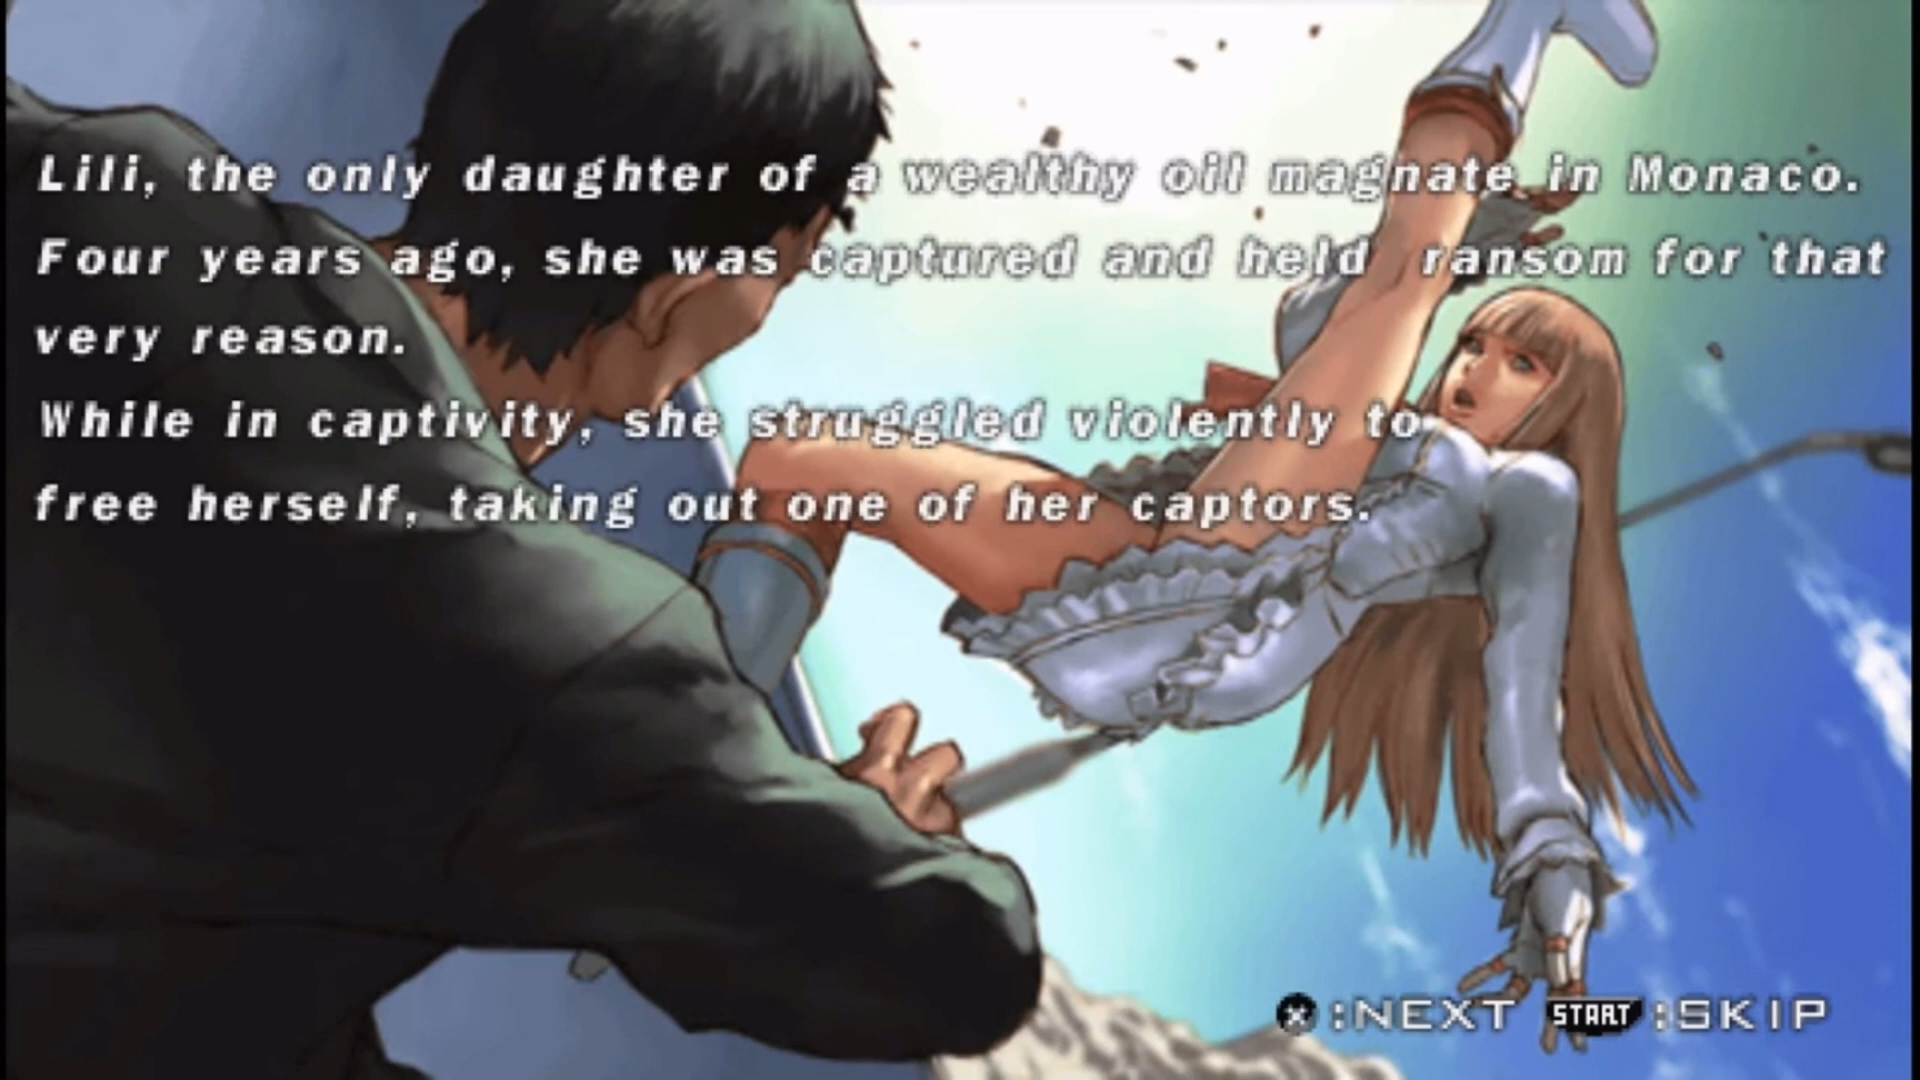 Lili, the only daughter of a wealthy oil magnate in Monaco.
Four years ago, she was captured and held ransom for that
very reason.
While in captivity, she struggled violently to
free herself, taking out one of her captors.
:NEXT START :SKIP